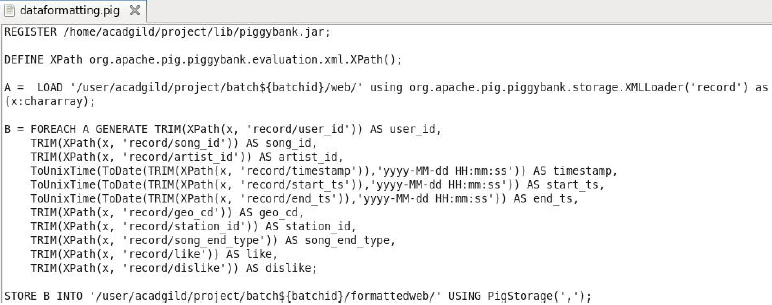 dataformatting.pig
REGISTER /home/acadgild/project/lib/piggybank.jar;
DEFINE XPath org.apache.pig.piggybank.evaluation.xml.XPath();
A =  LOAD '/user/acadgild/project/batch${batchid}/web/' using org.apache.pig.piggybank.storage.XMLLoader('record') as
(x:chararray);
B = FOREACH A GENERATE TRIM(XPath(x, 'record/user_id')) AS user_id,
    TRIM(XPath(x, 'record/song_id')) AS song_id,
    TRIM(XPath(x, 'record/artist_id')) AS artist_id,
    ToUnixTime(ToDate(TRIM(XPath(x, 'record/timestamp')),'yyyy-MM-dd HH:mm:ss')) AS timestamp,
    ToUnixTime(ToDate(TRIM(XPath(x, 'record/start_ts')),'yyyy-MM-dd HH:mm:ss')) AS start_ts,
    ToUnixTime(ToDate(TRIM(XPath(x, 'record/end_ts')),'yyyy-MM-dd HH:mm:ss')) AS end_ts,
    TRIM(XPath(x, 'record/geo_cd')) AS geo_cd,
    TRIM(XPath(x, 'record/station_id')) AS station_id,
    TRIM(XPath(x, 'record/song_end_type')) AS song_end_type,
    TRIM(XPath(x, 'record/like')) AS like,
    TRIM(XPath(x, 'record/dislike')) AS dislike;
STORE B INTO '/user/acadgild/project/batch${batchid}/formattedweb/' USING PigStorage(',');